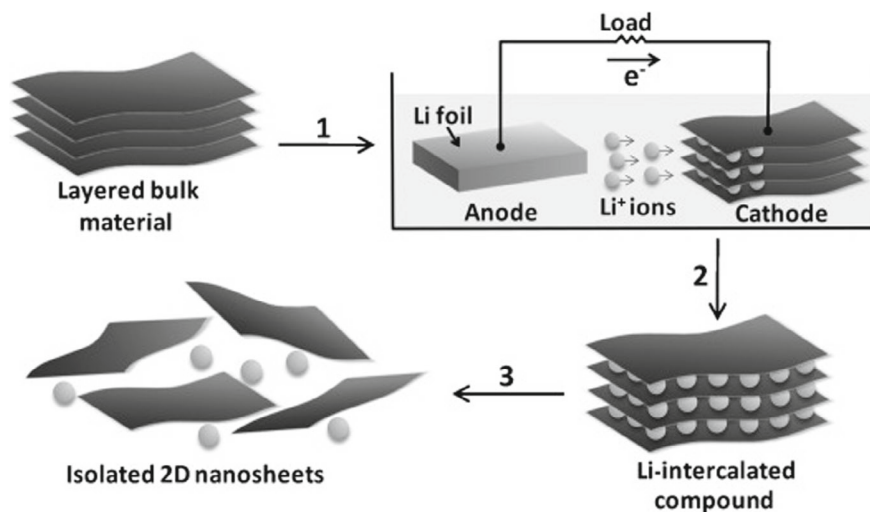 Load
e⁻
Li foil
1
Layered bulk
material
Anode
Li⁺ ions
Cathode
2
3
Isolated 2D nanosheets
Li-intercalated
compound